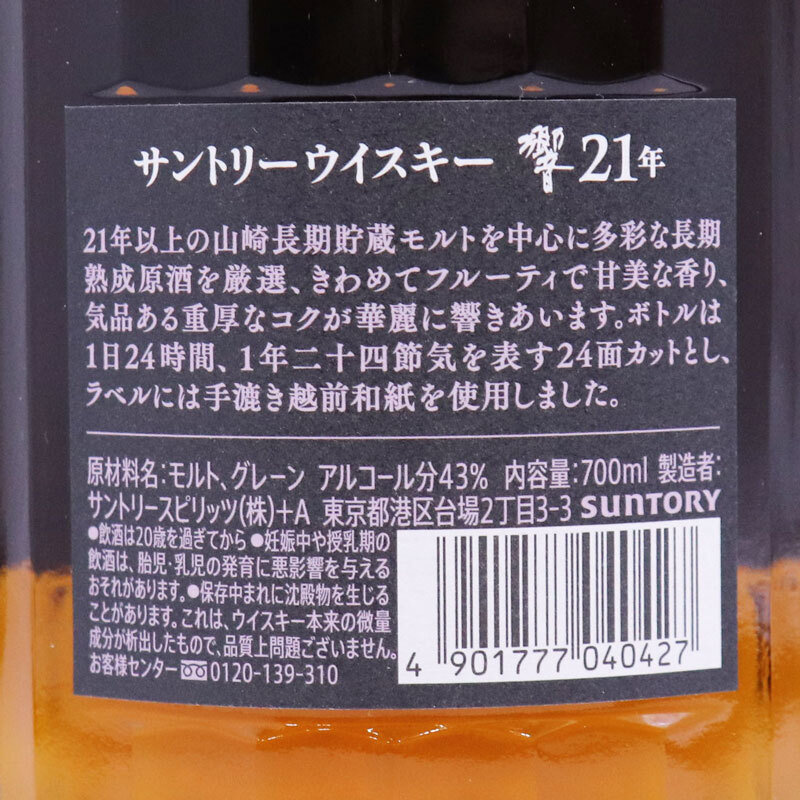 サントリーウイスキー 響 21年
21年以上の山崎長期貯蔵モルトを中心に多彩な長期
熟成原酒を厳選、きわめてフルーティで甘美な香り、
気品ある重厚なコクが華麗に響きあいます。ボトルは
1日24時間、1年二十四節気を表す24面カットとし、
ラベルには手漉き越前和紙を使用しました。
原材料名:モルト、グレーン アルコール分43% 内容量:700ml 製造者:
サントリースピリッツ(株)+A 東京都港区台場2丁目3-3 SUNTORY
●飲酒は20歳を過ぎてから ●妊娠中や授乳期の
飲酒は、胎児・乳児の発育に悪影響を与える
おそれがあります。●保存中まれに沈殿物を生じる
ことがあります。これは、ウイスキー本来の微量
成分が析出したもので、品質上問題ございません。
お客様センター 0120-139-310
4 901777 040427